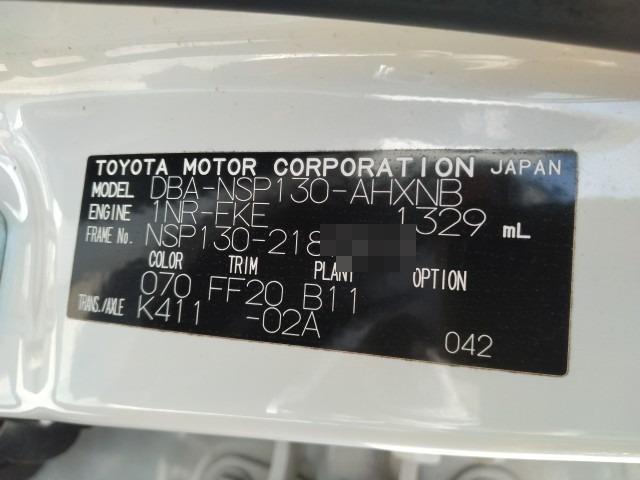 TOYOTA MOTOR CORPORATION JAPAN
MODEL DBA-NSP130-AHXNB
ENGINE 1NR-FKE 1329 mL
FRAME No. NSP130-218
COLOR TRIM PLANT OPTION
070 FF20 B11
TRANS./AXLE K411 -02A
042